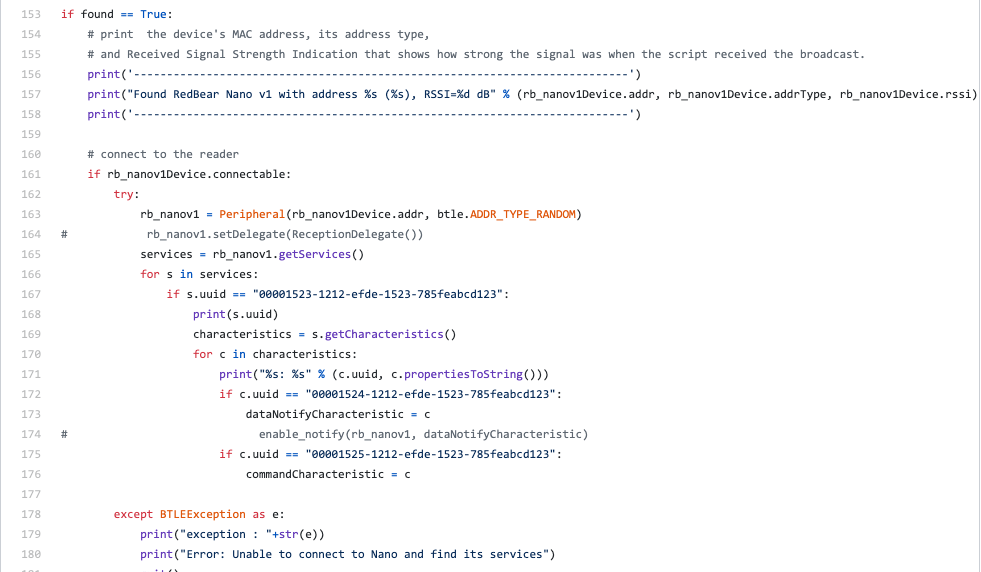 153 if found == True:
154     # print  the device's MAC address, its address type,
155     # and Received Signal Strength Indication that shows how strong the signal was when the script received the broadcast.
156     print('---------------------------------------------------------------------------')
157     print("Found RedBear Nano v1 with address %s (%s), RSSI=%d dB" % (rb_nanov1Device.addr, rb_nanov1Device.addrType, rb_nanov1Device.rssi)
158     print('---------------------------------------------------------------------------')
159
160     # connect to the reader
161     if rb_nanov1Device.connectable:
162         try:
163             rb_nanov1 = Peripheral(rb_nanov1Device.addr, btle.ADDR_TYPE_RANDOM)
164 #            rb_nanov1.setDelegate(ReceptionDelegate())
165             services = rb_nanov1.getServices()
166             for s in services:
167                 if s.uuid == "00001523-1212-efde-1523-785feabcd123":
168                     print(s.uuid)
169                     characteristics = s.getCharacteristics()
170                     for c in characteristics:
171                         print("%s: %s" % (c.uuid, c.propertiesToString()))
172                         if c.uuid == "00001524-1212-efde-1523-785feabcd123":
173                             dataNotifyCharacteristic = c
174 #                             enable_notify(rb_nanov1, dataNotifyCharacteristic)
175                         if c.uuid == "00001525-1212-efde-1523-785feabcd123":
176                             commandCharacteristic = c
177
178         except BTLEException as e:
179             print("exception : "+str(e))
180             print("Error: Unable to connect to Nano and find its services")